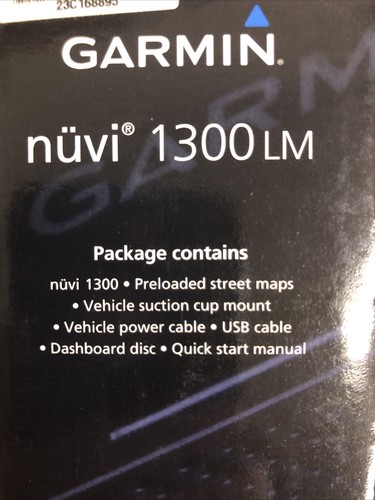 23C168895
GARMIN®
nüvi® 1300 LM
Package contains
nüvi 1300 • Preloaded street maps
• Vehicle suction cup mount
• Vehicle power cable • USB cable
• Dashboard disc • Quick start manual